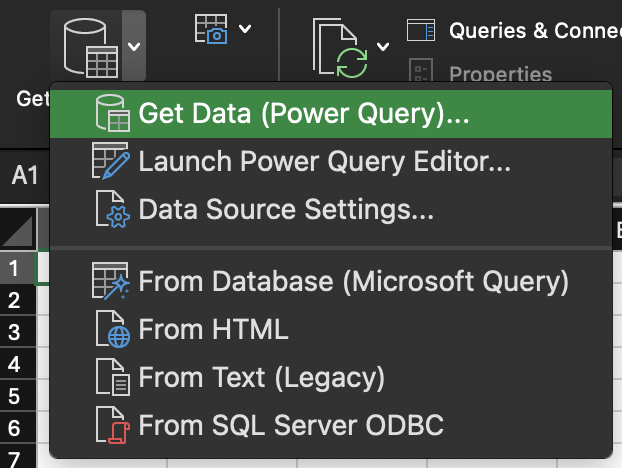 Queries & Conne
Properties
Get
Get Data (Power Query)...
Launch Power Query Editor...
A1
Data Source Settings...
1
From Database (Microsoft Query)
2
From HTML
3
From Text (Legacy)
4
5
From SQL Server ODBC
6
7